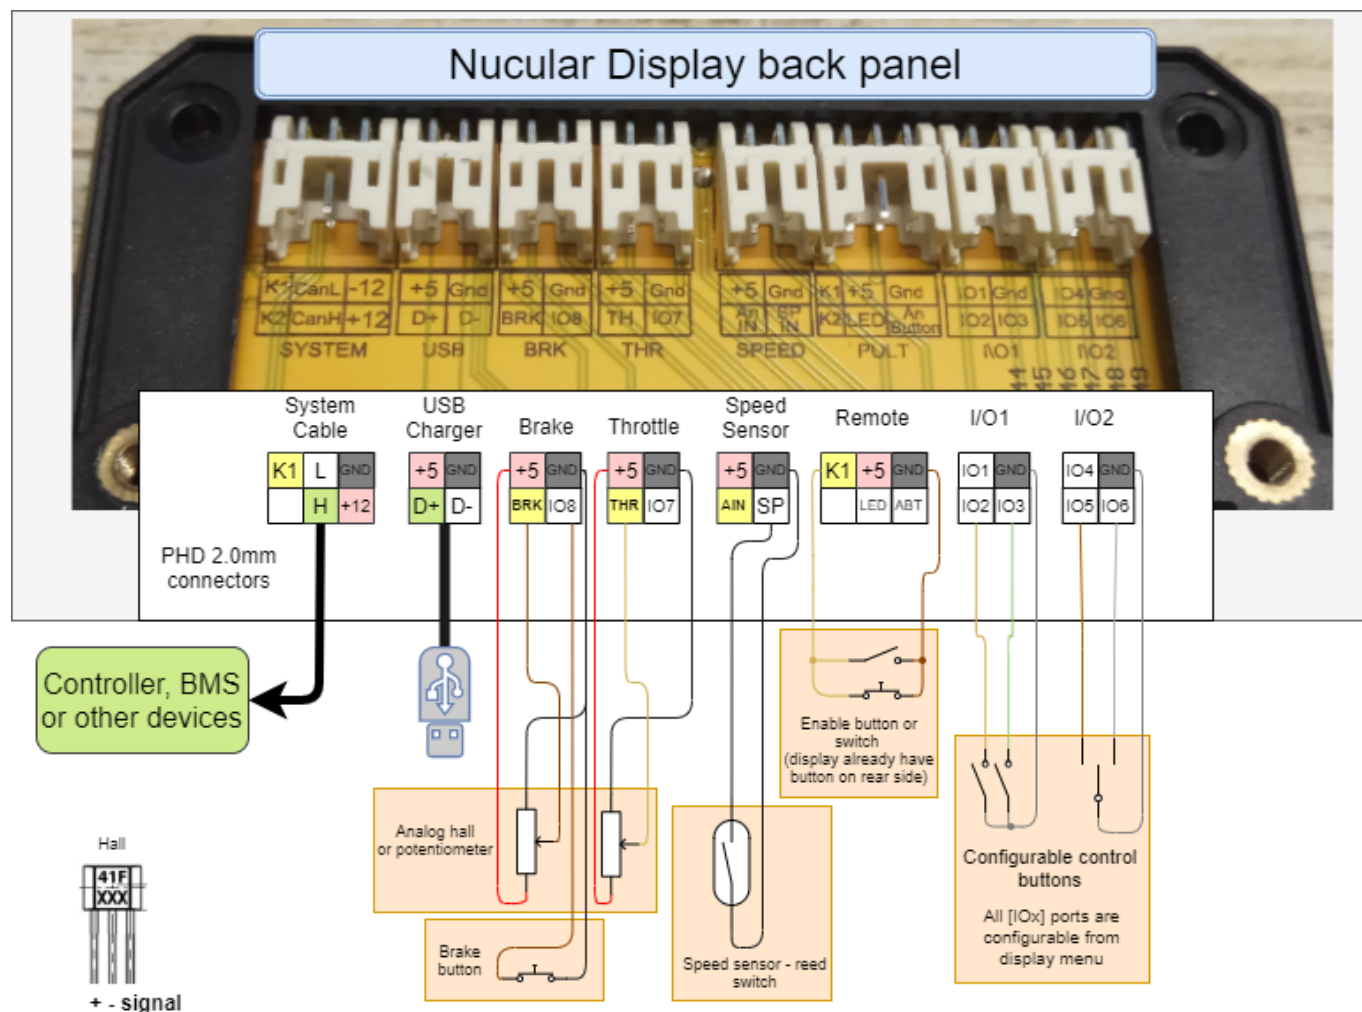 Nucular Display back panel
K1 CanL -12 +5 Gnd +5 Gnd +5 Gnd +5 Gnd K1 +5 Gnd IO1 Gnd IO4 Gnd
K2 CanH +12 D+ D- BRK IO8 TH IO7 An IN SP IN K2 LED An Button IO2 IO3 IO5 IO6
SYSTEM USB BRK THR SPEED PULT I\O1 I\O2
System Cable
USB Charger
Brake
Throttle
Speed Sensor
Remote
I/O1
I/O2
K1 L GND +5 GND +5 GND +5 GND +5 GND K1 +5 GND IO1 GND IO4 GND
H +12 D+ D- BRK IO8 THR IO7 AIN SP LED ABT IO2 IO3 IO5 IO6
PHD 2.0mm
connectors
Controller, BMS
or other devices
Enable button or
switch
(display already have
button on rear side)
Analog hall
or potentiometer
Brake
button
Speed sensor - reed
switch
Configurable control
buttons
All [IOx] ports are
configurable from
display menu
Hall
41F
XXX
+ - signal